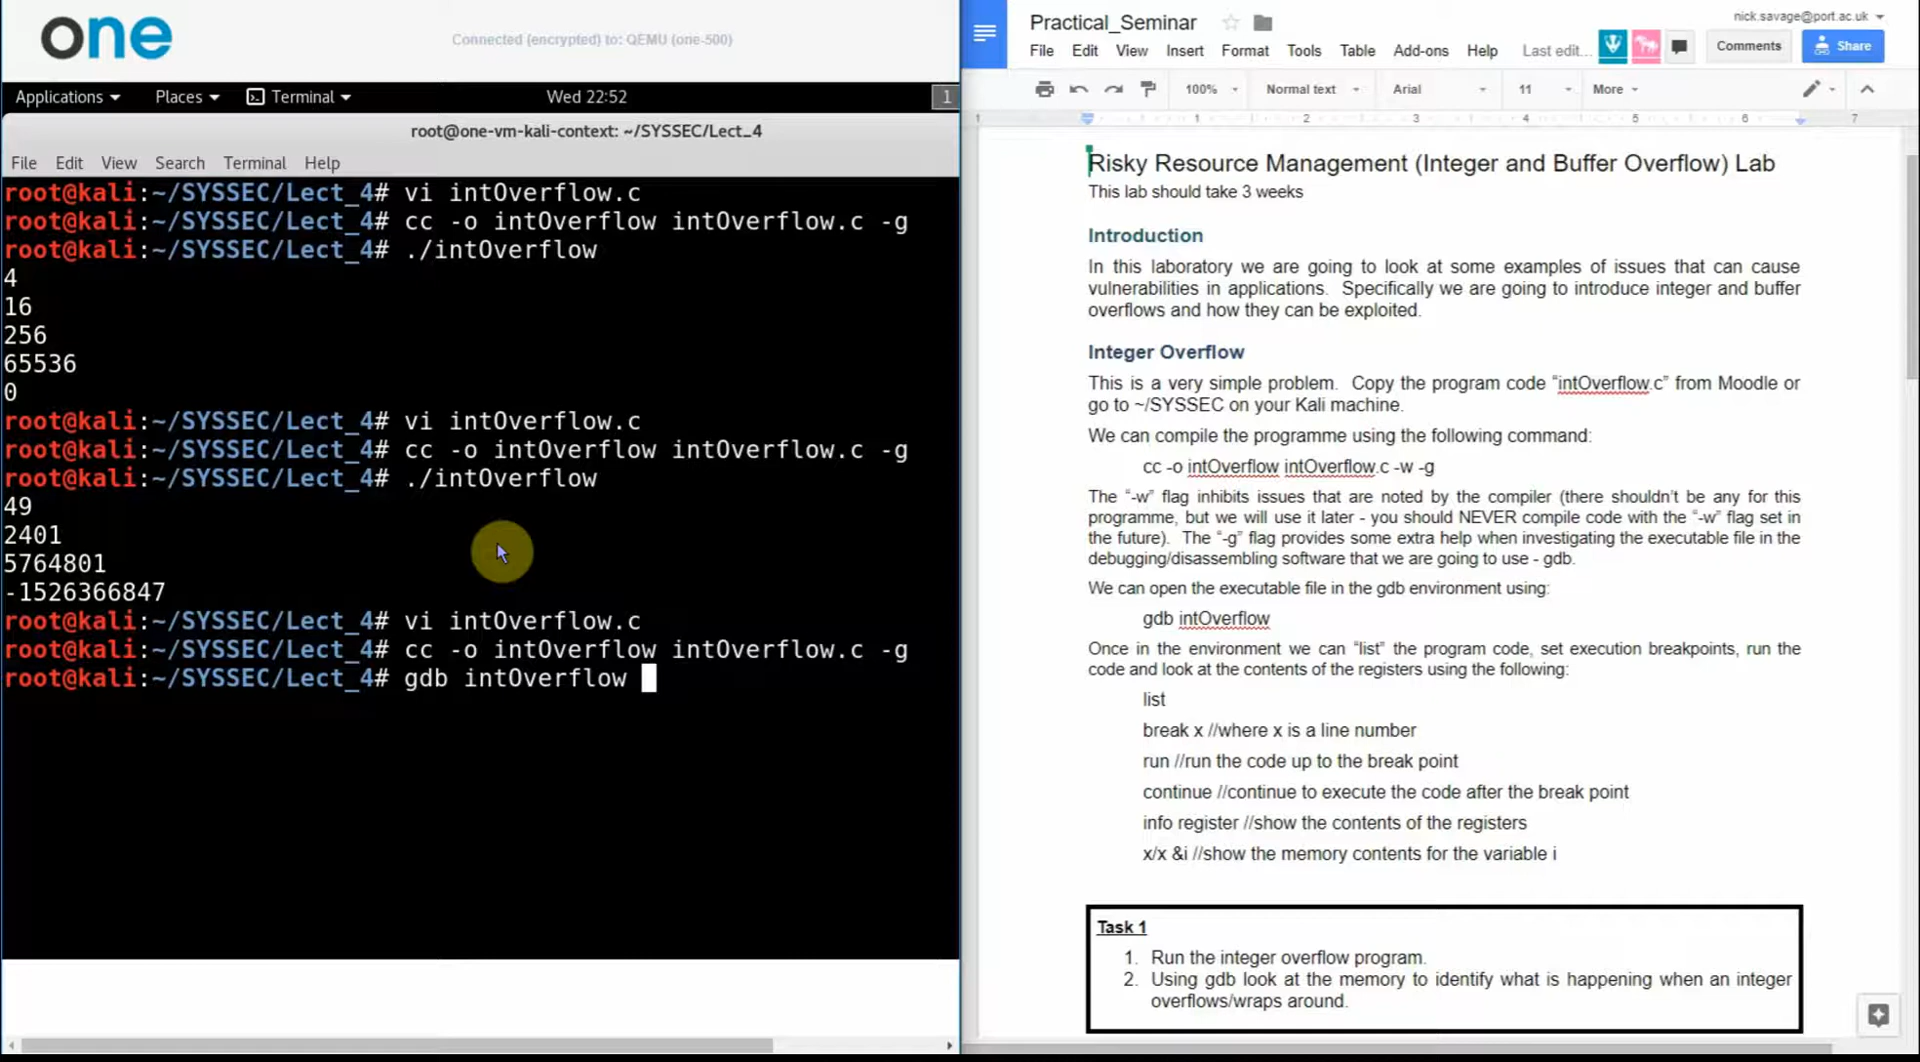 one
Connected (encrypted) to: QEMU (one-500)
Applications
Places
Terminal
Wed 22:52
1
root@one-vm-kali-context: ~/SYSSEC/Lect_4
File Edit View Search Terminal Help
root@kali:~/SYSSEC/Lect_4# vi intOverflow.c
root@kali:~/SYSSEC/Lect_4# cc -o intOverflow intOverflow.c -g
root@kali:~/SYSSEC/Lect_4# ./intOverflow
4
16
256
65536
0
root@kali:~/SYSSEC/Lect_4# vi intOverflow.c
root@kali:~/SYSSEC/Lect_4# cc -o intOverflow intOverflow.c -g
root@kali:~/SYSSEC/Lect_4# ./intOverflow
49
2401
5764801
-1526366847
root@kali:~/SYSSEC/Lect_4# vi intOverflow.c
root@kali:~/SYSSEC/Lect_4# cc -o intOverflow intOverflow.c -g
root@kali:~/SYSSEC/Lect_4# gdb intOverflow
Practical_Seminar
nick.savage@port.ac.uk
File Edit View Insert Format Tools Table Add-ons Help Last edit...
Comments
Share
100% Normal text Arial 11 More
1 1 2 3 4 5 6 7
Risky Resource Management (Integer and Buffer Overflow) Lab
This lab should take 3 weeks
Introduction
In this laboratory we are going to look at some examples of issues that can cause
vulnerabilities in applications. Specifically we are going to introduce integer and buffer
overflows and how they can be exploited.
Integer Overflow
This is a very simple problem. Copy the program code “intOverflow.c” from Moodle or
go to ~/SYSSEC on your Kali machine.
We can compile the programme using the following command:
cc -o intOverflow intOverflow.c -w -g
The “-w” flag inhibits issues that are noted by the compiler (there shouldn’t be any for this
programme, but we will use it later - you should NEVER compile code with the “-w” flag set in
the future). The “-g” flag provides some extra help when investigating the executable file in the
debugging/disassembling software that we are going to use - gdb.
We can open the executable file in the gdb environment using:
gdb intOverflow
Once in the environment we can “list” the program code, set execution breakpoints, run the
code and look at the contents of the registers using the following:
list
break x //where x is a line number
run //run the code up to the break point
continue //continue to execute the code after the break point
info register //show the contents of the registers
x/x &i //show the memory contents for the variable i
Task 1
1. Run the integer overflow program.
2. Using gdb look at the memory to identify what is happening when an integer
overflows/wraps around.